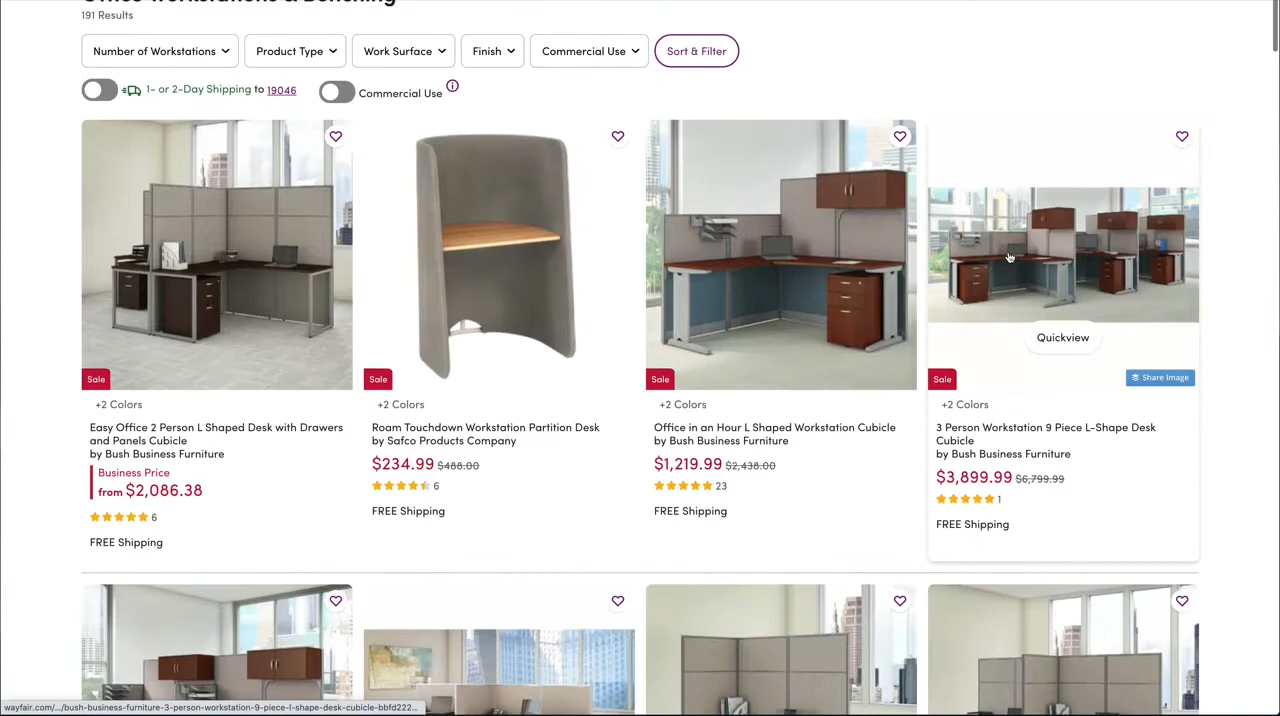 Office Workstations & Benching
191 Results
Number of Workstations
Product Type
Work Surface
Finish
Commercial Use
Sort & Filter
1- or 2-Day Shipping to 19046
Commercial Use
Sale
+2 Colors
Easy Office 2 Person L Shaped Desk with Drawers
and Panels Cubicle
by Bush Business Furniture
Business Price
from $2,086.38
6
FREE Shipping
Sale
+2 Colors
Roam Touchdown Workstation Partition Desk
by Safco Products Company
$234.99 $488.00
6
FREE Shipping
Sale
+2 Colors
Office in an Hour L Shaped Workstation Cubicle
by Bush Business Furniture
$1,219.99 $2,438.00
23
FREE Shipping
Quickview
Sale
Share Image
+2 Colors
3 Person Workstation 9 Piece L-Shape Desk
Cubicle
by Bush Business Furniture
$3,899.99 $6,799.99
1
FREE Shipping
wayfair.com/.../bush-business-furniture-3-person-workstation-9-piece-l-shape-desk-cubicle-bbfd222...